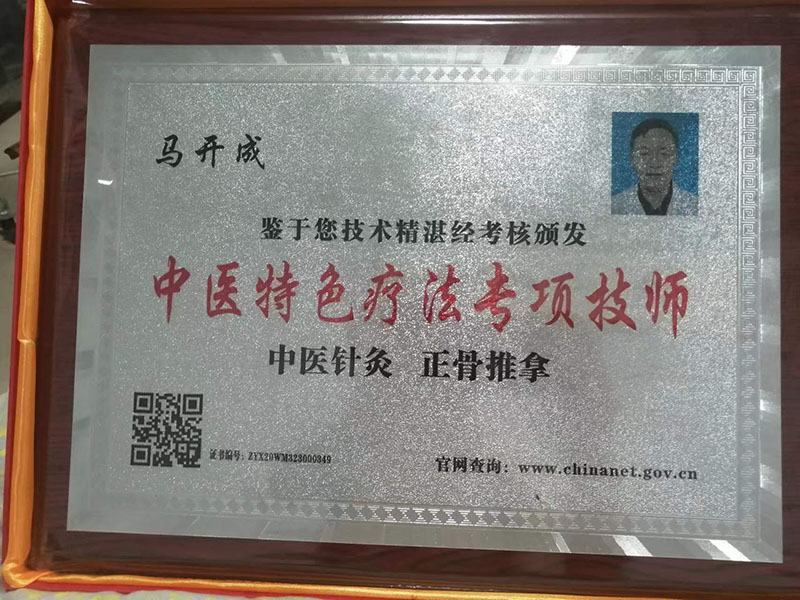 马开成
鉴于您技术精湛经考核颁发
中医特色疗法专项技师
中医针灸 正骨推拿
证书编号：ZYX20WM323000349
官网查询：www.chinanet.gov.cn